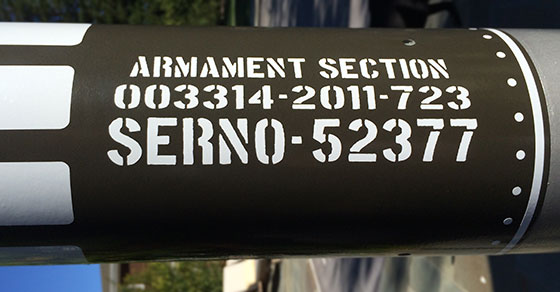 ARMAMENT SECTION
003314-2011-723
SERNO-52377